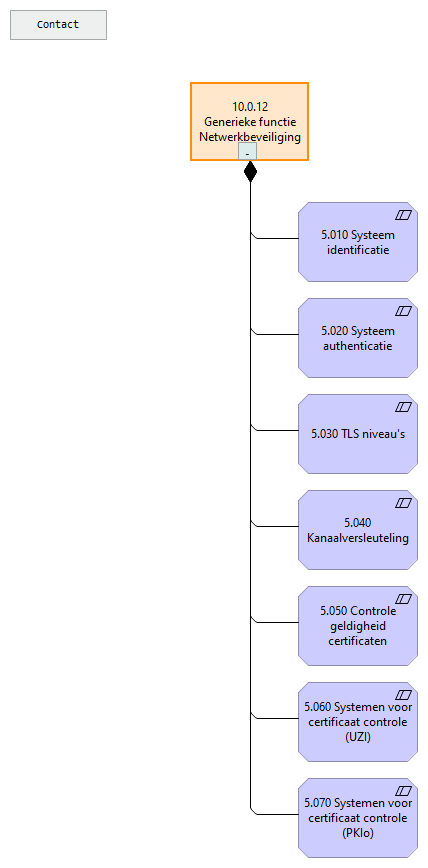 Contact
10.0.12
Generieke functie
Netwerkbeveiliging
-
5.010 Systeem
identificatie
5.020 Systeem
authenticatie
5.030 TLS niveau's
5.040
Kanaalversleuteling
5.050 Controle
geldigheid
certificaten
5.060 Systemen voor
certificaat controle
(UZI)
5.070 Systemen voor
certificaat controle
(PKIo)